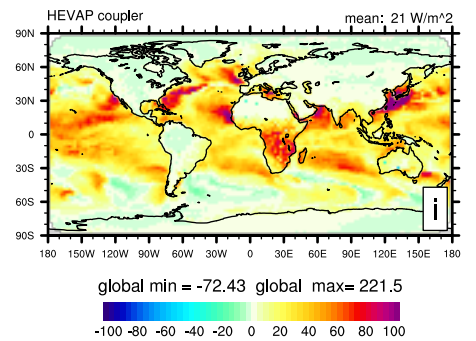 HEVAP coupler mean: 21 W/m^2
90N
60N
30N
0
30S
60S
90S
i
180 150W 120W 90W 60W 30W 0 30E 60E 90E 120E 150E 180
global min = -72.43 global max= 221.5
-100 -80 -60 -40 -20 0 20 40 60 80 100